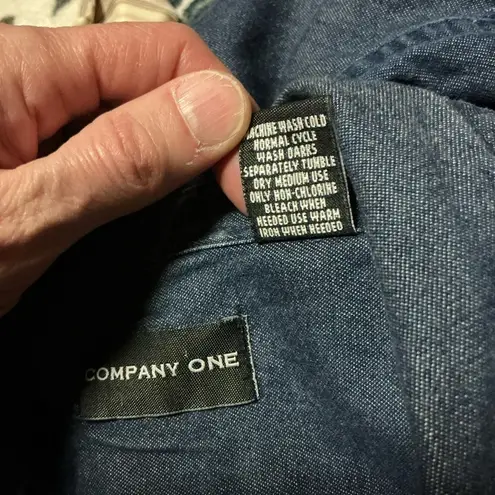 MACHINE WASH COLD
NORMAL CYCLE
WASH DARKS
SEPARATELY TUMBLE
DRY MEDIUM USE
ONLY NON-CHLORINE
BLEACH WHEN
NEEDED USE WARM
IRON WHEN NEEDED
COMPANY ONE